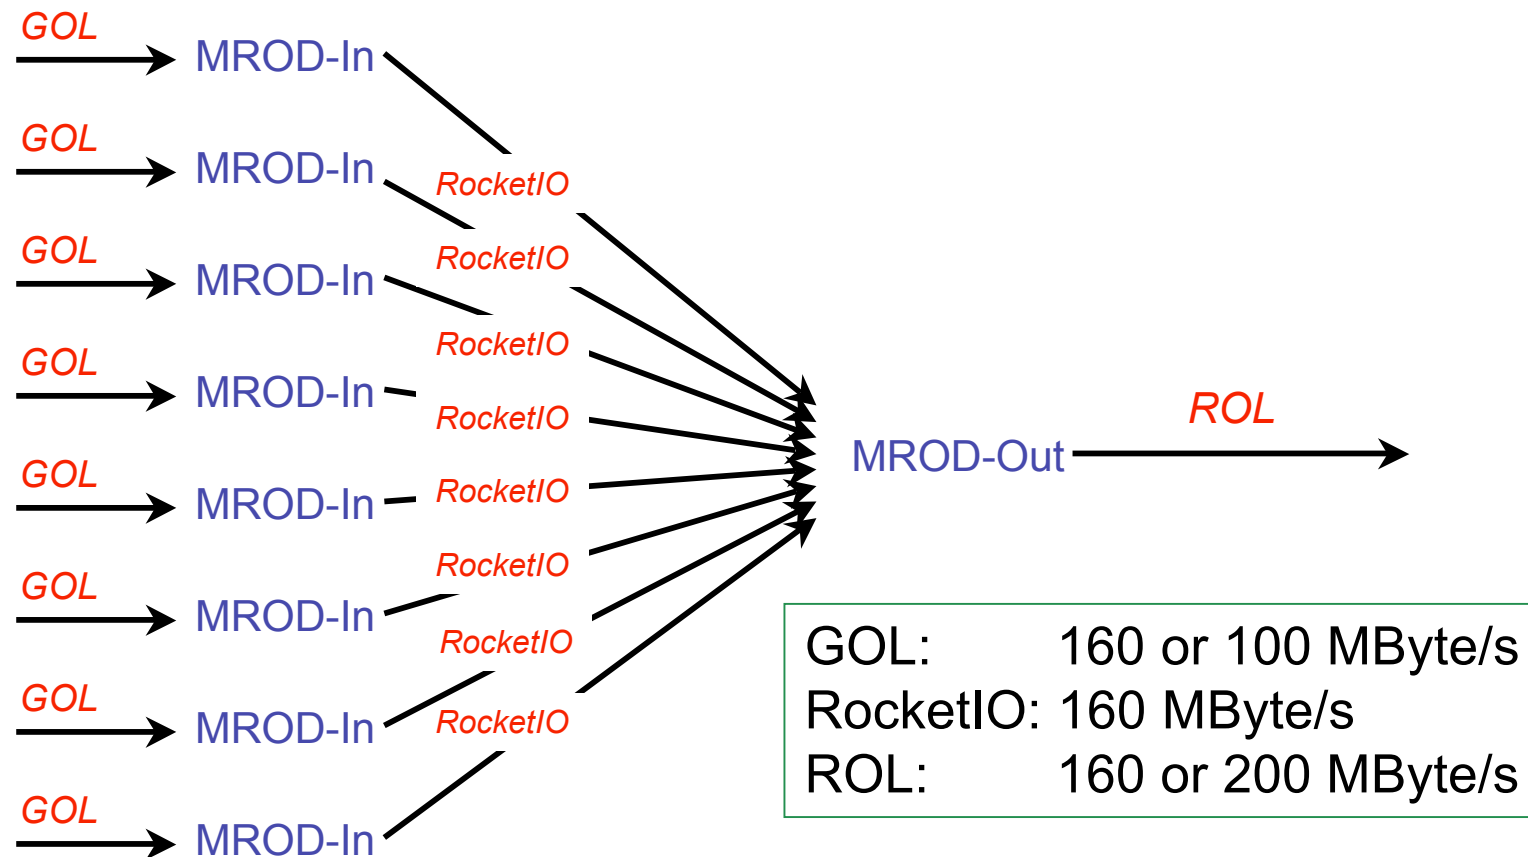 GOL
MROD-In
GOL
MROD-In
RocketIO
GOL
MROD-In
RocketIO
GOL
MROD-In
RocketIO
GOL
MROD-In
RocketIO
GOL
MROD-In
RocketIO
GOL
MROD-In
RocketIO
GOL
MROD-In
RocketIO
RocketIO
MROD-Out
ROL
GOL: 160 or 100 MByte/s
RocketIO: 160 MByte/s
ROL: 160 or 200 MByte/s